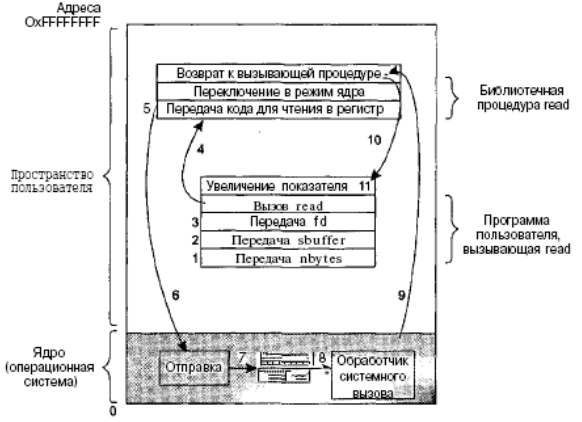 Адреса
0xFFFFFFFF
Возврат к вызывающей процедуре
Переключение в режим ядра
5
Передача кода для чтения в регистр
Библиотечная
процедура read
4
10
Пространство
пользователя
Увеличение показателя 11
Вызов read
3 Передача fd
2 Передача sbuffer
1 Передача nbytes
Программа
пользователя,
вызывающая read
6
9
Ядро
(операционная
система)
Отправка
7
8
Обработчик
системного
вызова
0